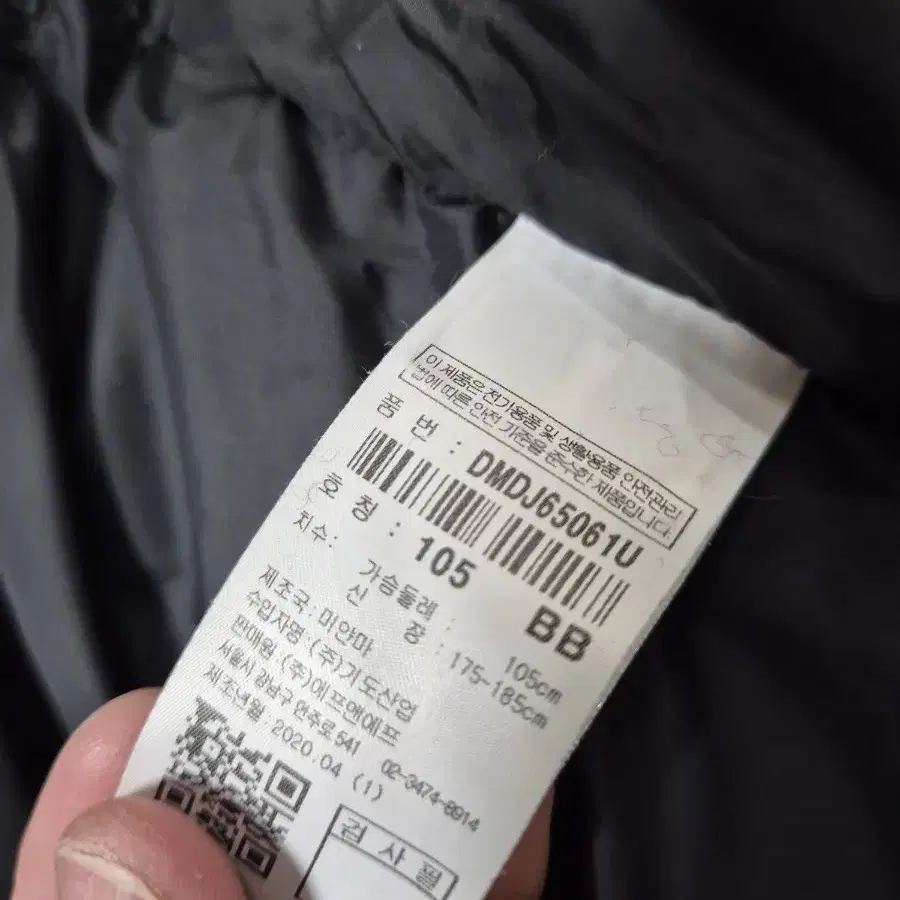 이 제품은 전기용품 및 생활용품 안전관리
법에 따른 안전 기준을 준수한 제품입니다.
품 번 : DMDJ65061U
호 칭 : 105 BB
치수: 가슴둘레 : 105cm
신 장 : 175-185cm
제조국 : 미얀마
수입자명 : (주)기도산업
판매원 : (주)에프앤에프
서울시 강남구 언주로 541 02-3474-8914
제조년월 : 2020.04 (1)
검 사 필